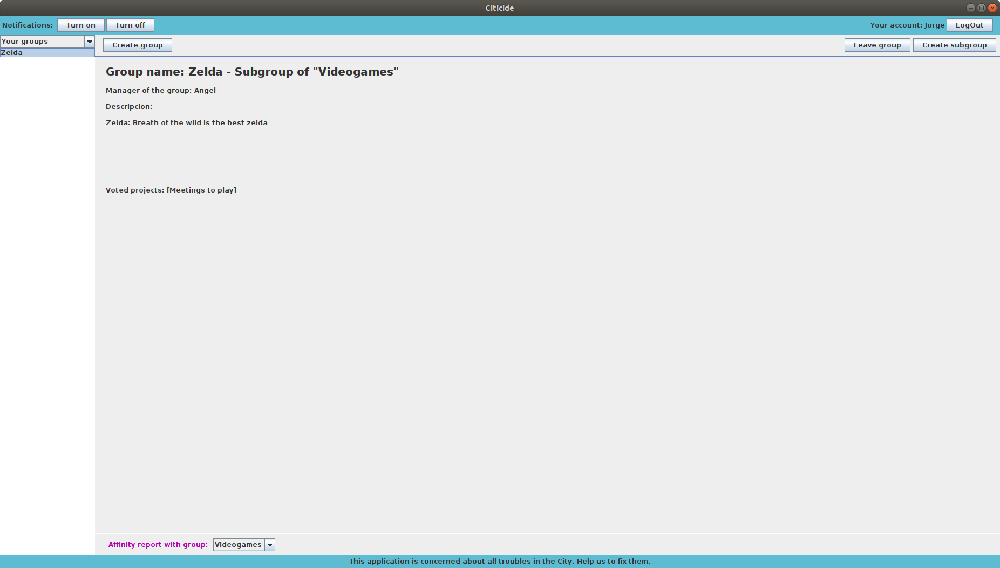 Citicide
Notifications: Turn on Turn off Your account: Jorge LogOut
Your groups Create group Leave group Create subgroup
Zelda
Group name: Zelda - Subgroup of "Videogames"
Manager of the group: Angel
Descripcion:
Zelda: Breath of the wild is the best zelda
Voted projects: [Meetings to play]
Affinity report with group: Videogames
This application is concerned about all troubles in the City. Help us to fix them.